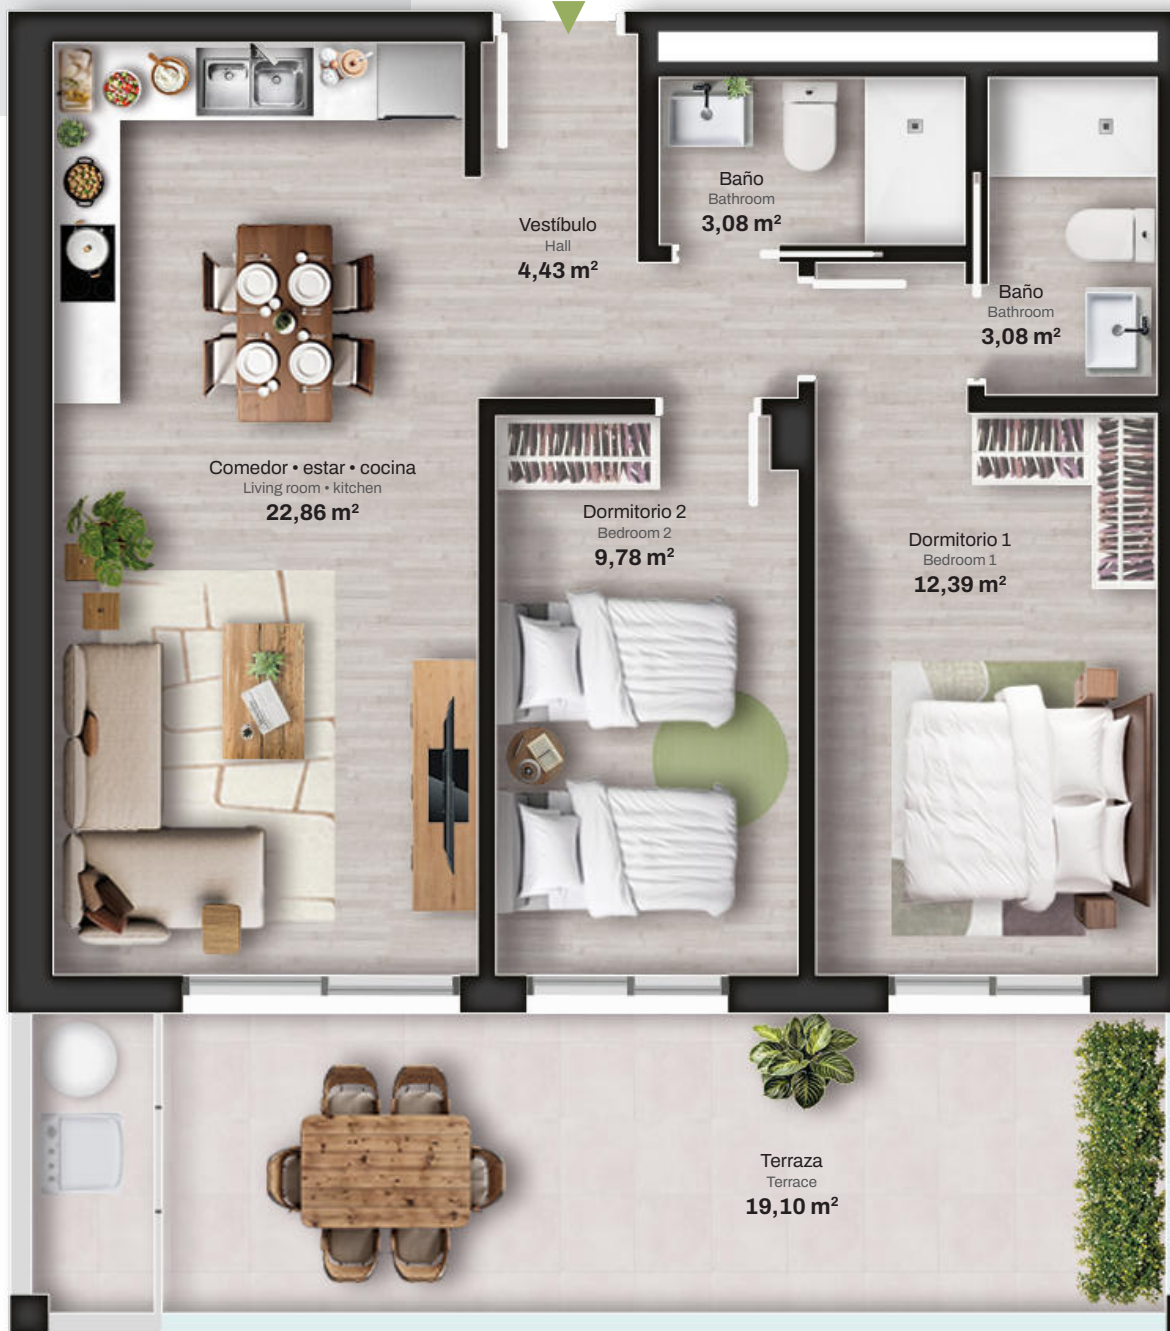 Baño
Bathroom
3,08 m²
Vestíbulo
Hall
4,43 m²
Baño
Bathroom
3,08 m²
Comedor • estar • cocina
Living room • kitchen
22,86 m²
Dormitorio 2
Bedroom 2
9,78 m²
Dormitorio 1
Bedroom 1
12,39 m²
Terraza
Terrace
19,10 m²